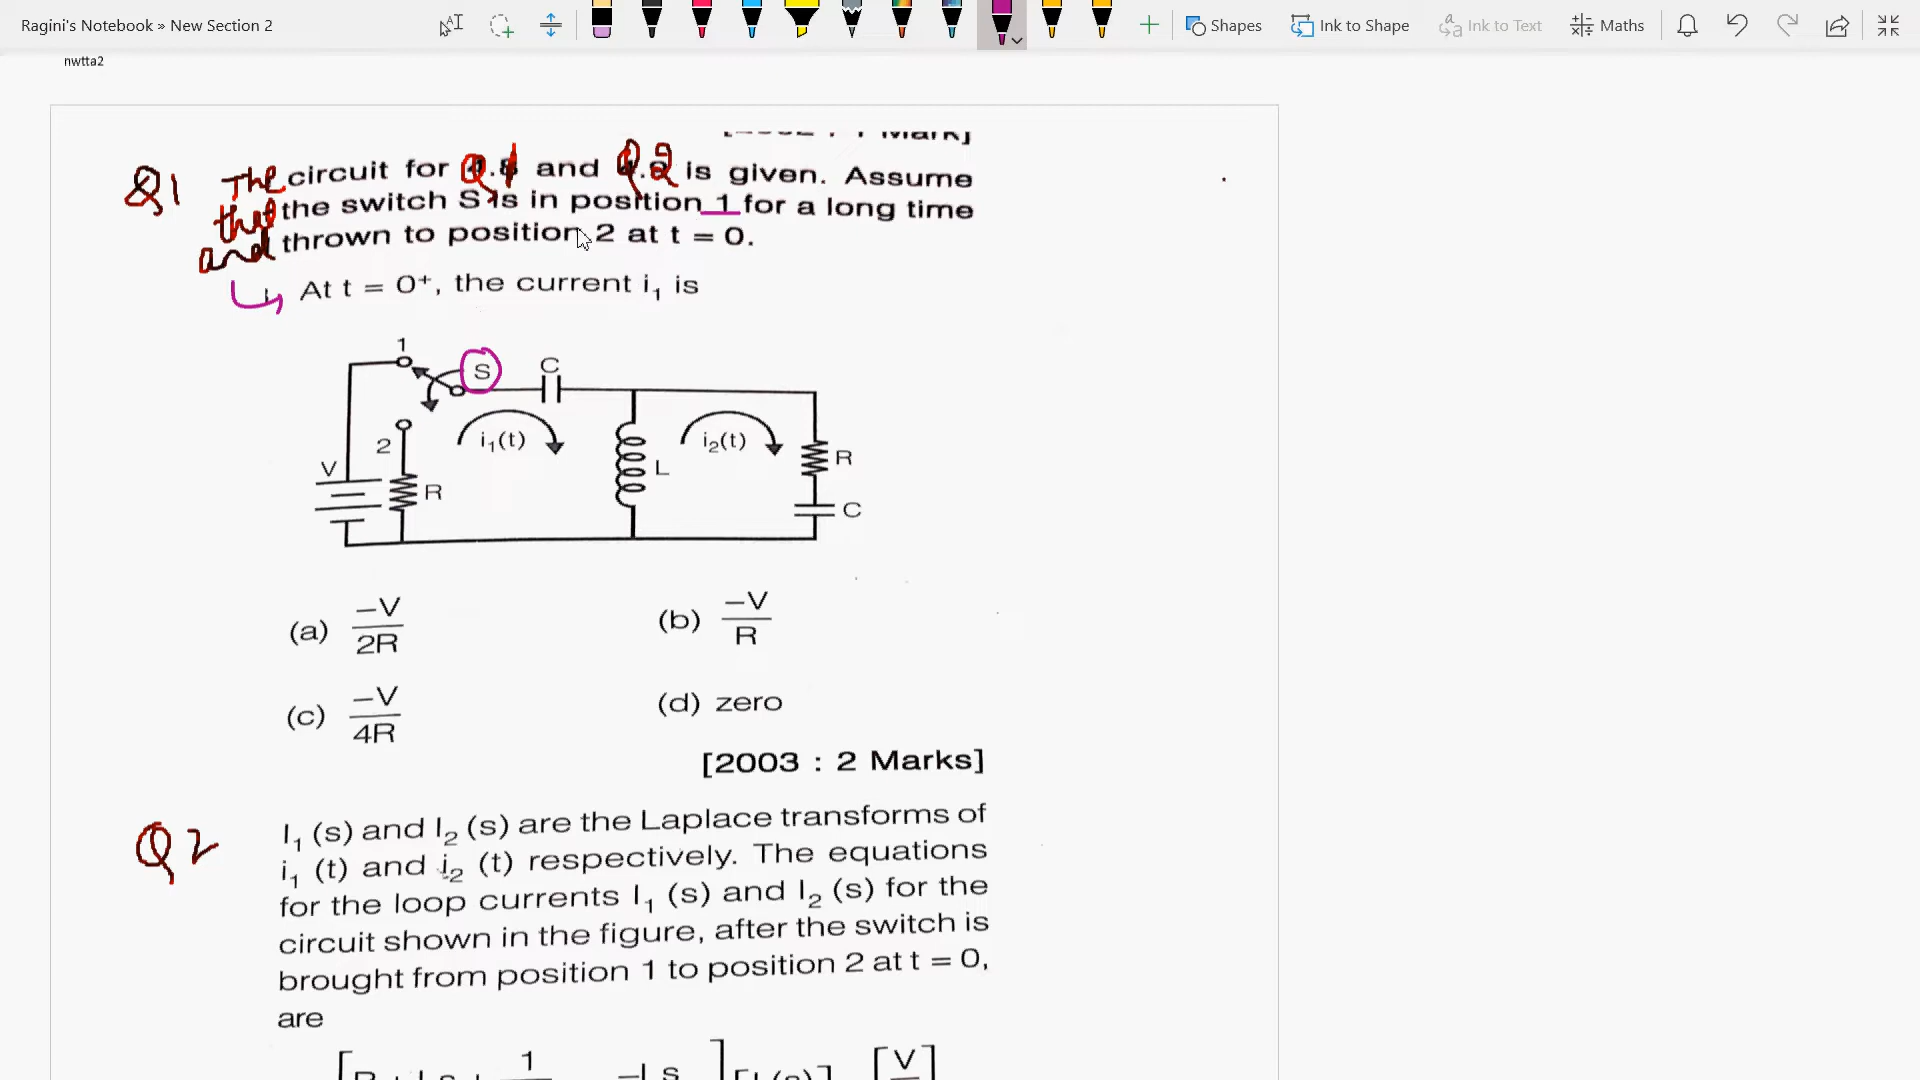 Ragini's Notebook » New Section 2
Shapes
Ink to Shape
Ink to Text
Maths
nwtta2
Mark]
Q1 The circuit for Q.1 and Q.2 is given. Assume
that the switch S is in position 1 for a long time
and thrown to position 2 at t = 0.
At t = 0⁺, the current i₁ is
1
S
C
2
i₁(t)
i₂(t)
V
R
L
R
C
(a) −V/2R
(b) −V/R
(c) −V/4R
(d) zero
[2003 : 2 Marks]
Q2 I₁ (s) and I₂ (s) are the Laplace transforms of
i₁ (t) and i₂ (t) respectively. The equations
for the loop currents I₁ (s) and I₂ (s) for the
circuit shown in the figure, after the switch is
brought from position 1 to position 2 at t = 0,
are
1
V